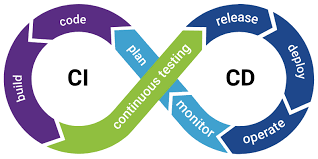 code
build
CI
plan
continuous testing
release
deploy
CD
operate
monitor